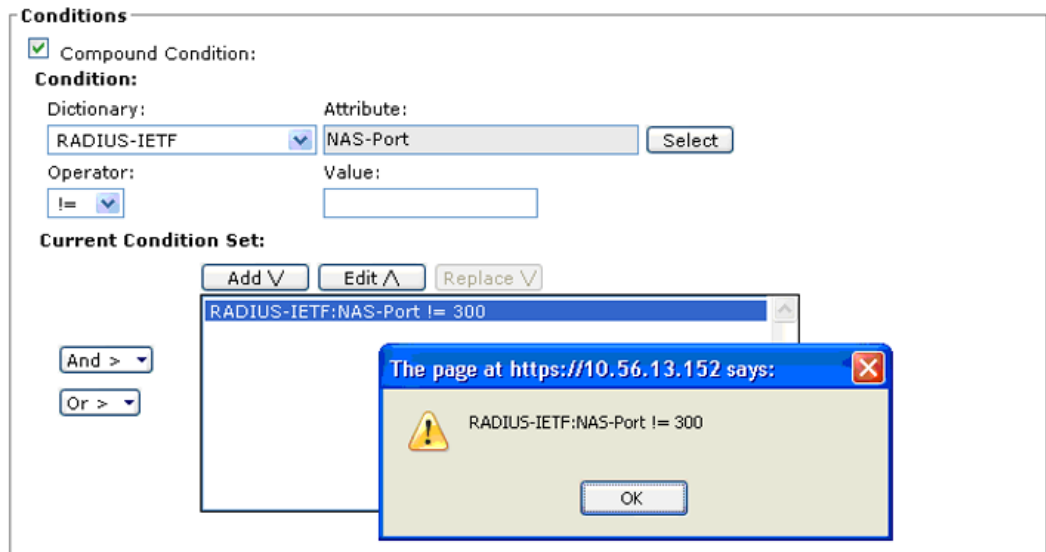 Conditions
Compound Condition:
Condition:
Dictionary: Attribute:
RADIUS-IETF NAS-Port Select
Operator: Value:
!=
Current Condition Set:
Add \/ Edit /\ Replace \/
RADIUS-IETF:NAS-Port != 300
And >
Or >
The page at https://10.56.13.152 says:
RADIUS-IETF:NAS-Port != 300
OK